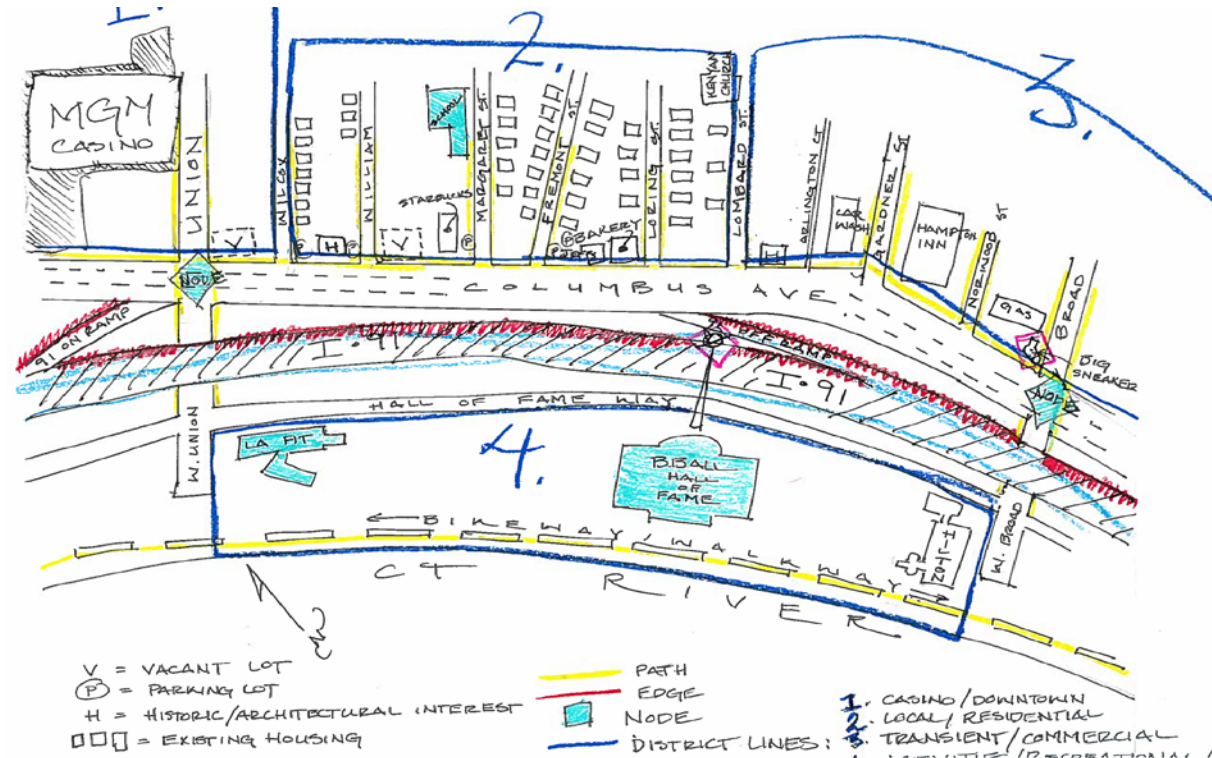 1.
2.
3.
MGM
CASINO
UNION
V
NODE
WILCOX
WILLIAM
P
H
P
SCHOOL
STARBUCKS
V
P
MARGARET ST.
FREMONT ST.
P BAKERY
P
LORING ST.
KENYAN
CHURCH
LOMBARD ST.
H
ARLINGTON CT
CAR
WASH
GARDNER ST
HAMPTON
INN
NORWOOD ST
GAS
BROAD
BIG
SNEAKER
NODE
COLUMBUS AVE
91 ON RAMP
I-91
OFF RAMP
I-91
HALL OF FAME WAY
W. UNION
LA FIT
4.
B.BALL
HALL
OF
FAME
W. BROAD
BIKEWAY/WALKWAY
CT RIVER
V = VACANT LOT
P = PARKING LOT
H = HISTORIC/ARCHITECTURAL INTEREST
= EXISTING HOUSING
PATH
EDGE
NODE
DISTRICT LINES:
1. CASINO/DOWNTOWN
2. LOCAL/RESIDENTIAL
3. TRANSIENT/COMMERCIAL